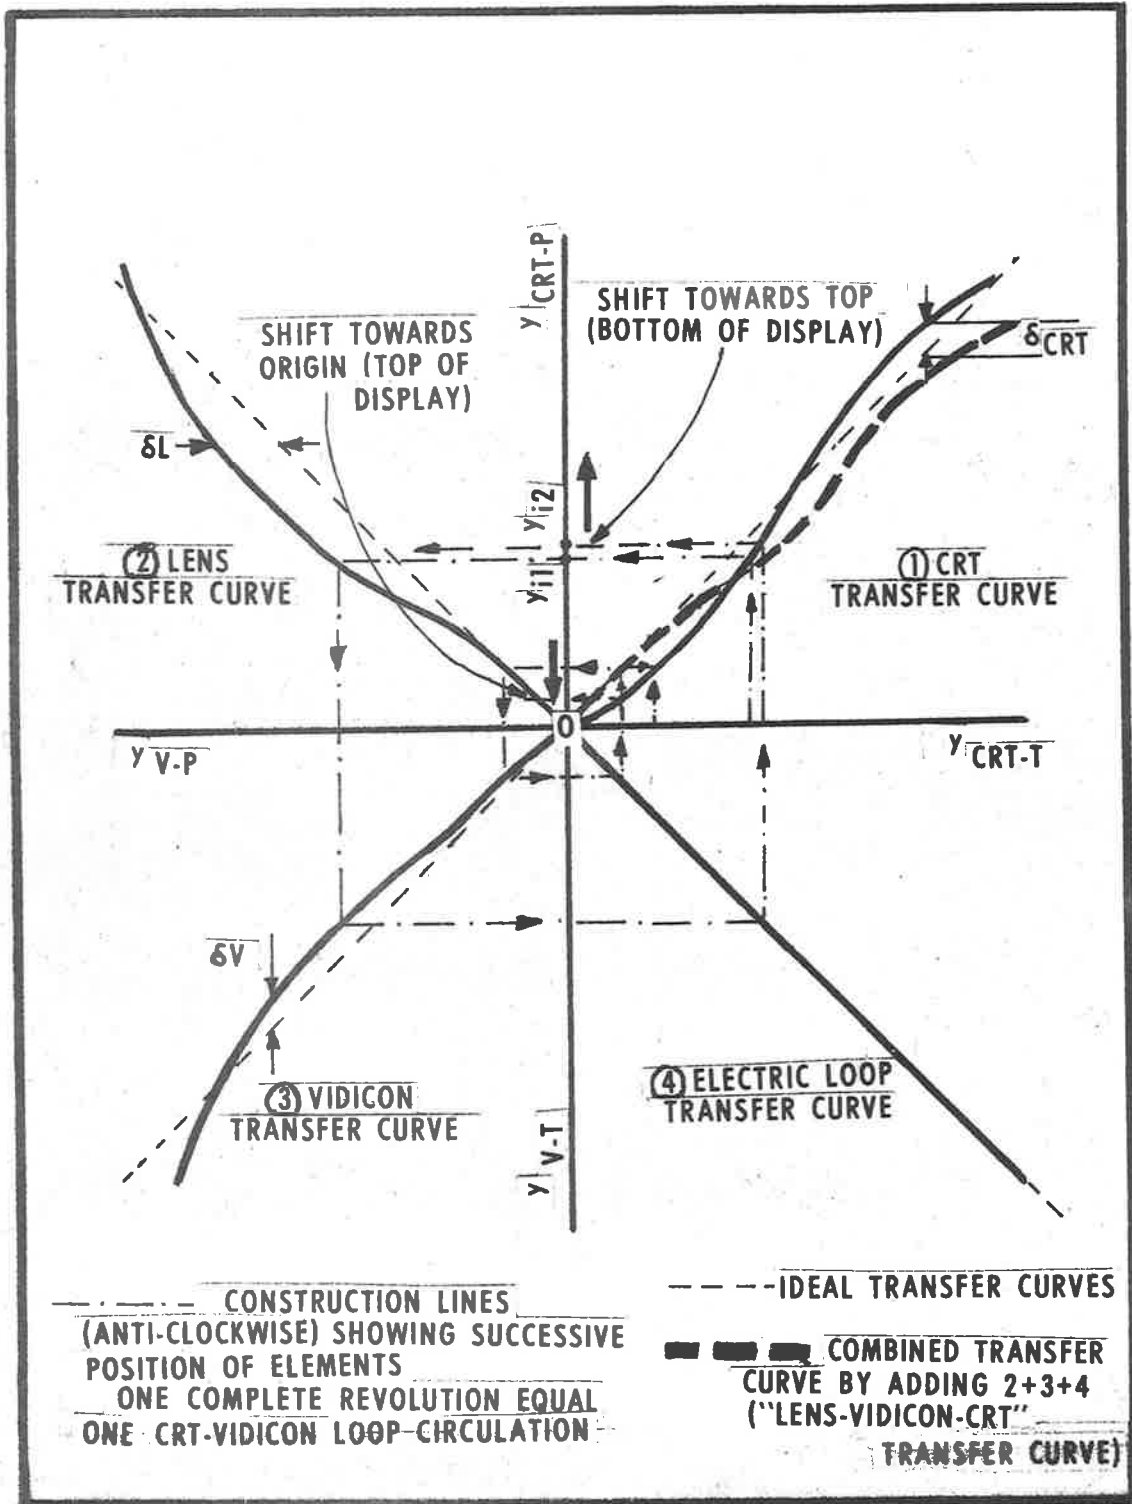 y CRT-P
SHIFT TOWARDS TOP
(BOTTOM OF DISPLAY)
SHIFT TOWARDS
ORIGIN (TOP OF
DISPLAY)
δCRT
δL
y i2
y i1
② LENS
TRANSFER CURVE
① CRT
TRANSFER CURVE
0
y V-P
y CRT-T
δV
③ VIDICON
TRANSFER CURVE
④ ELECTRIC LOOP
TRANSFER CURVE
y V-T
CONSTRUCTION LINES
(ANTI-CLOCKWISE) SHOWING SUCCESSIVE
POSITION OF ELEMENTS
ONE COMPLETE REVOLUTION EQUAL
ONE CRT-VIDICON LOOP-CIRCULATION
IDEAL TRANSFER CURVES
COMBINED TRANSFER
CURVE BY ADDING 2+3+4
("LENS-VIDICON-CRT"
TRANSFER CURVE)